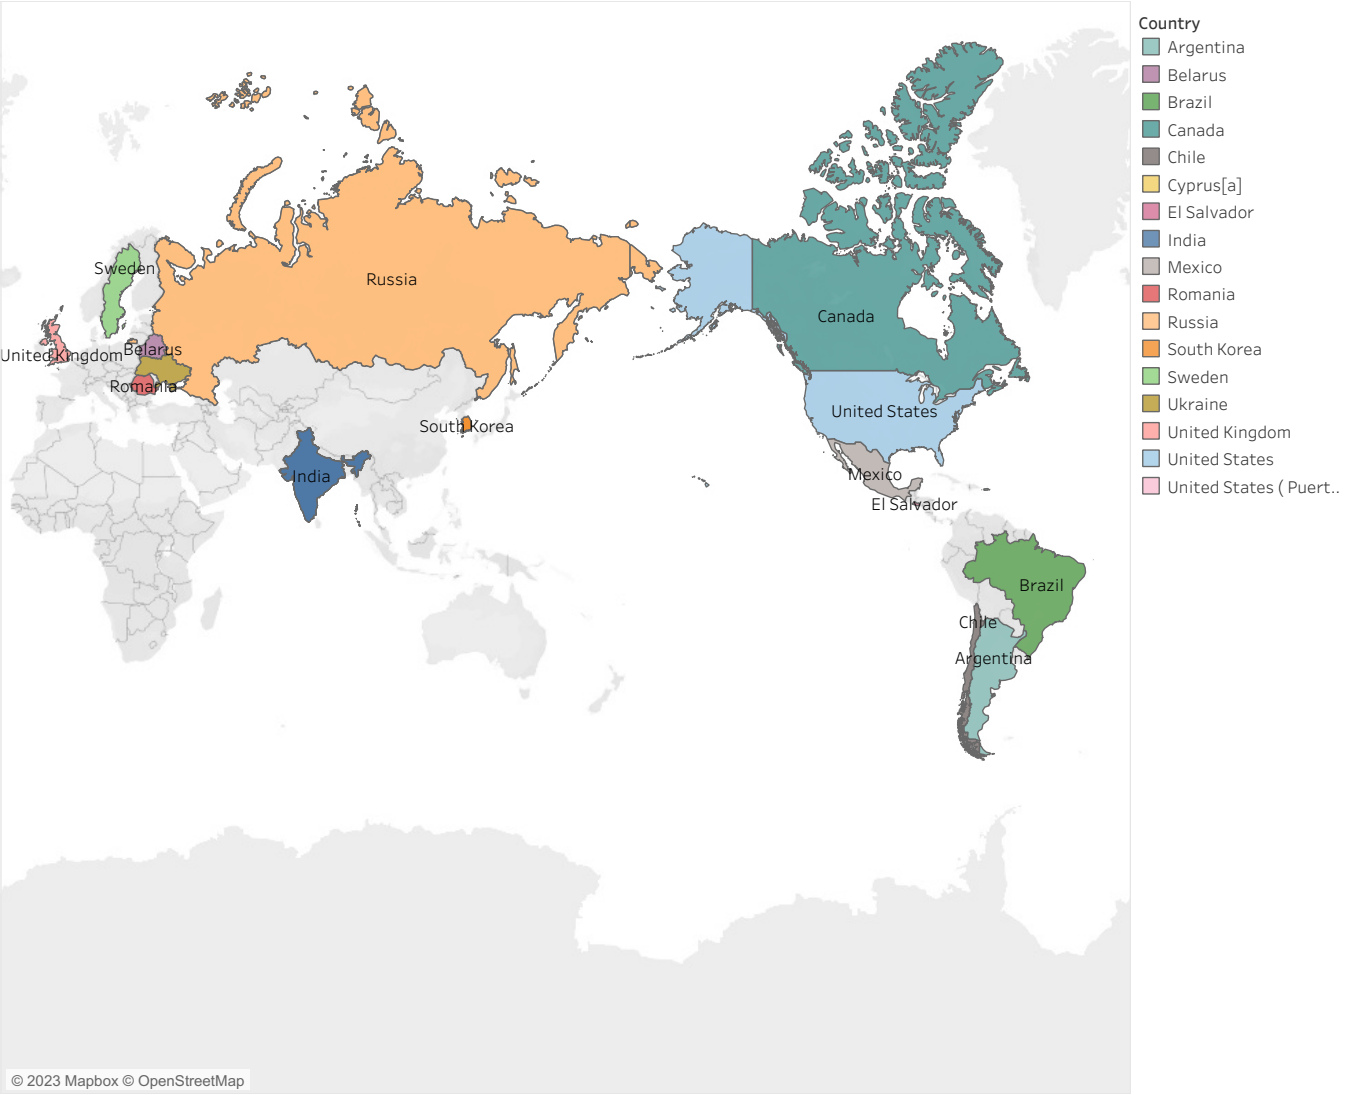 Country
Argentina
Belarus
Brazil
Canada
Chile
Cyprus[a]
El Salvador
India
Mexico
Romania
Russia
South Korea
Sweden
Ukraine
United Kingdom
United States
United States ( Puert..
Sweden
Russia
Canada
United Kingdom
Belarus
Romania
United States
South Korea
India
Mexico
El Salvador
Brazil
Chile
Argentina
© 2023 Mapbox © OpenStreetMap